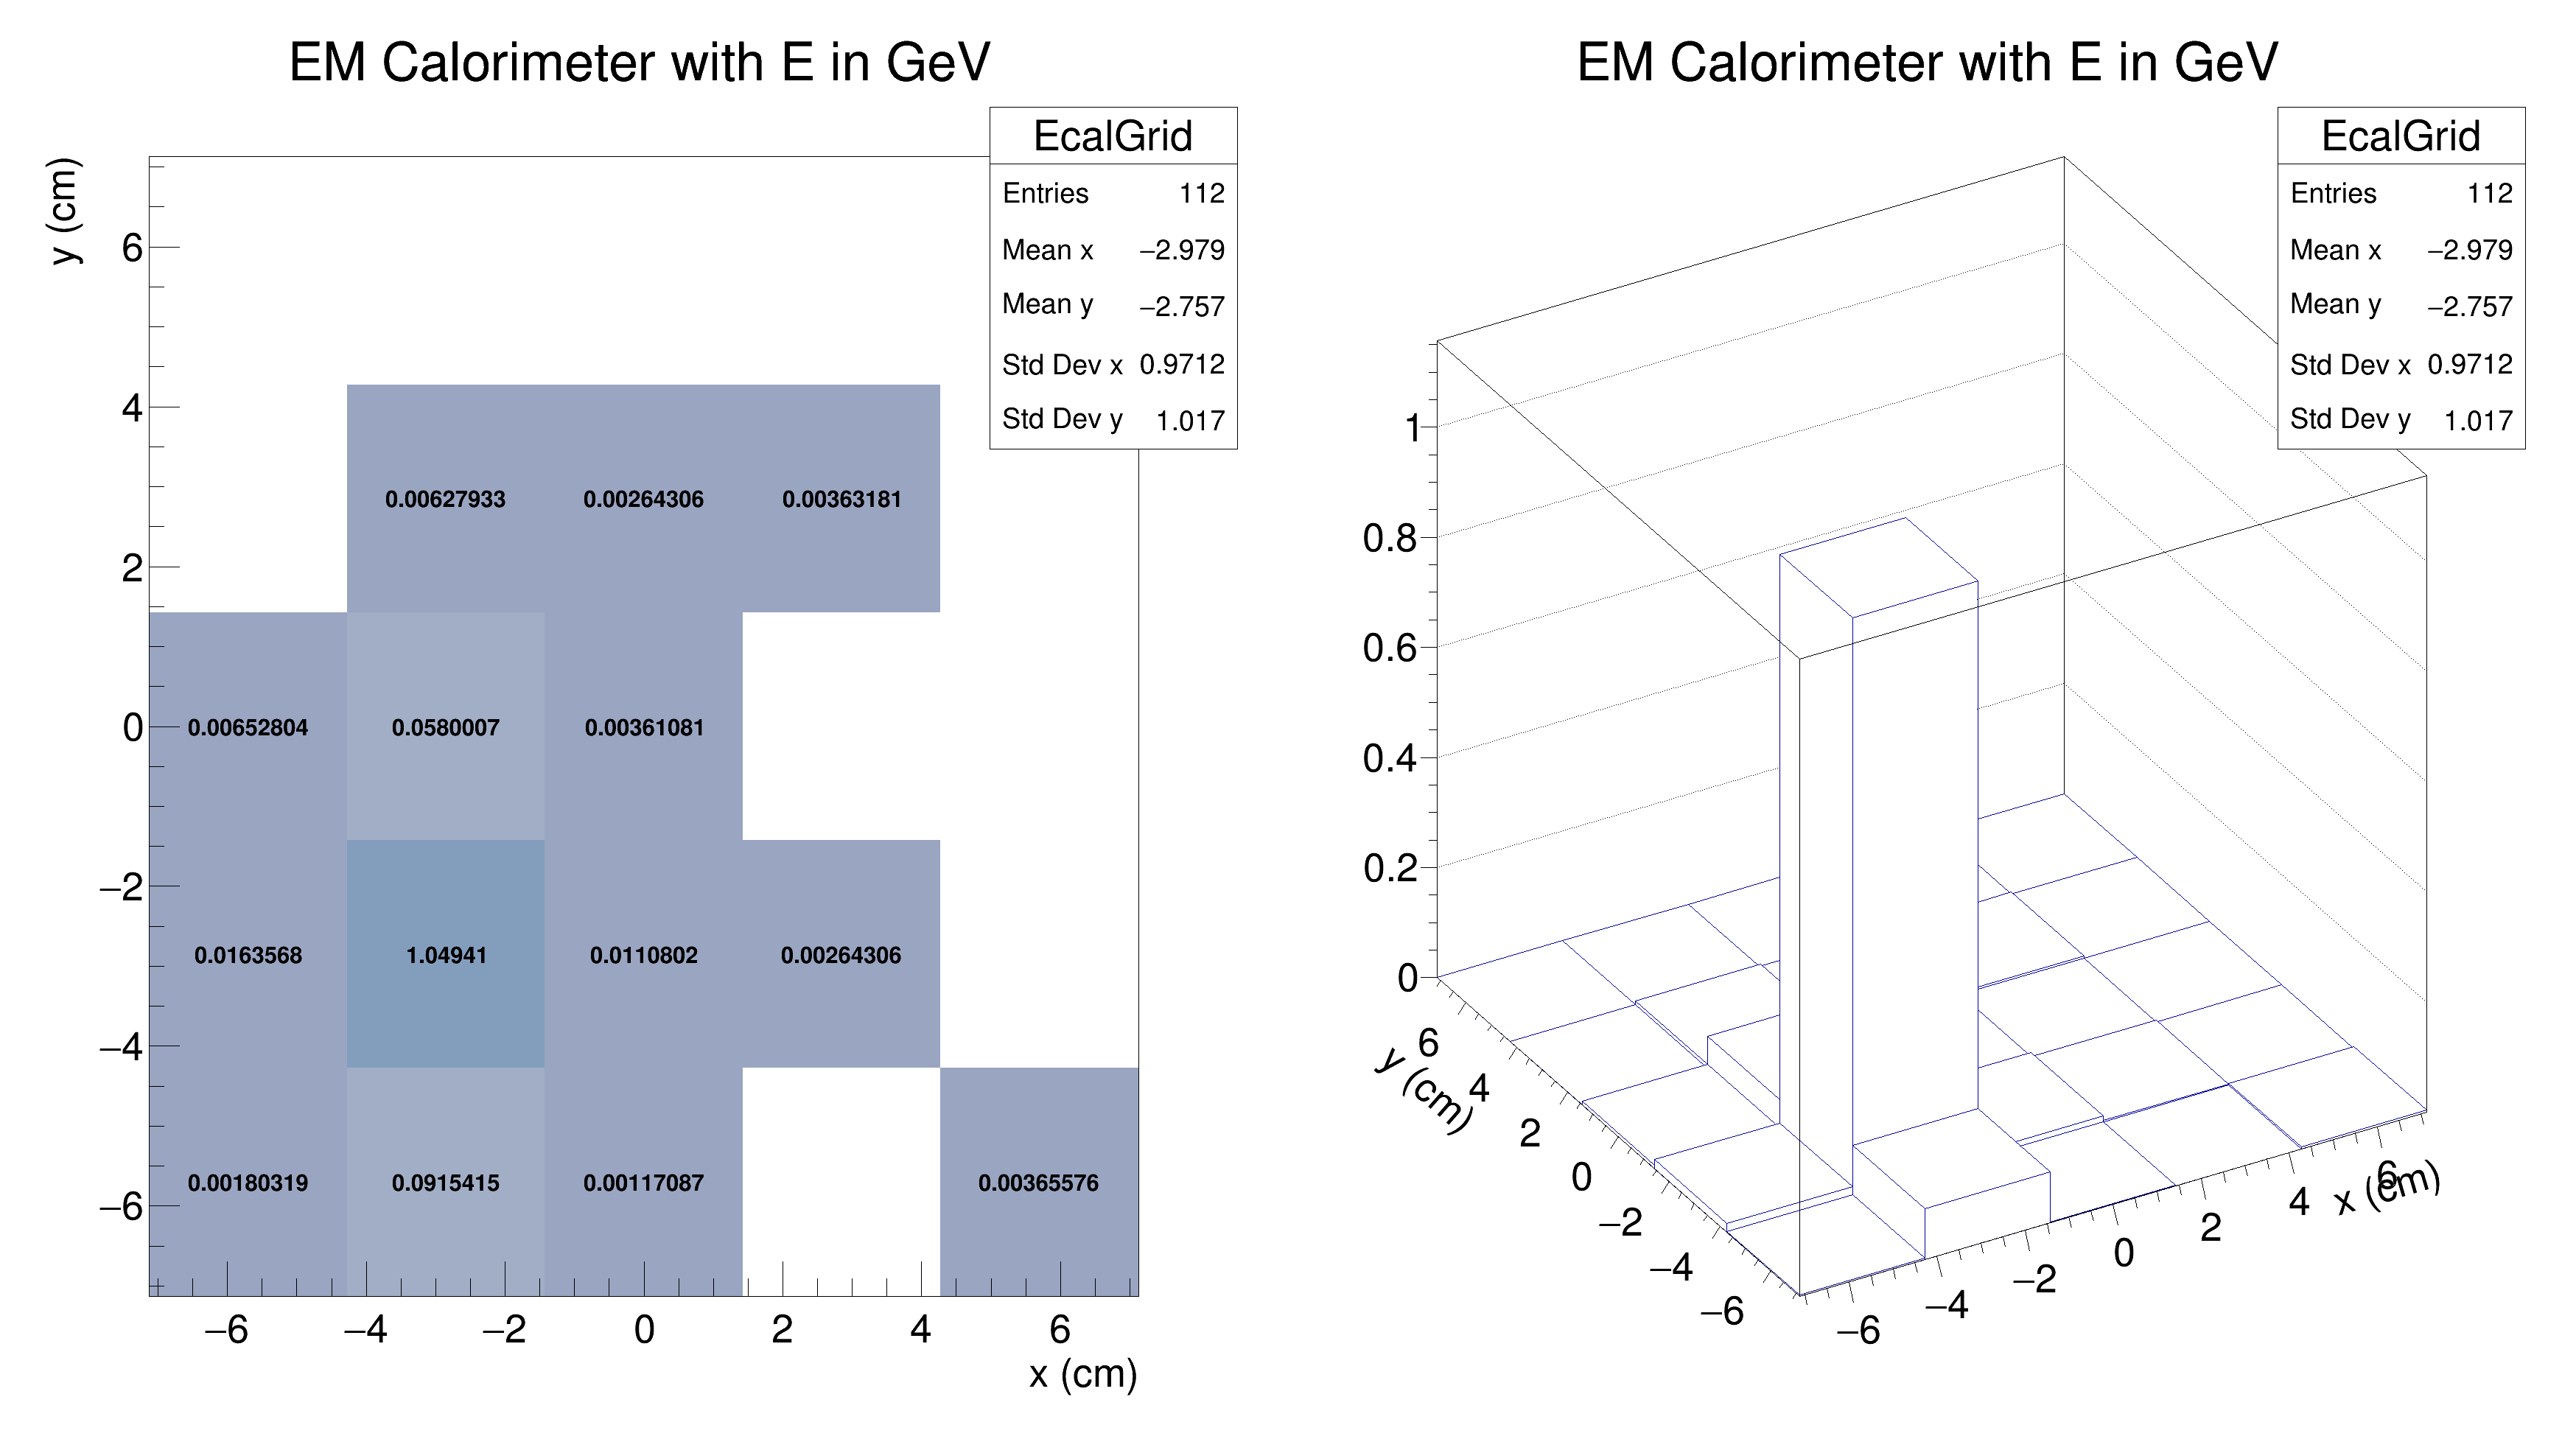 EM Calorimeter with E in GeV
EcalGrid
Entries 112
Mean x −2.979
Mean y −2.757
Std Dev x 0.9712
Std Dev y 1.017
y (cm)
6
4
2
0
−2
−4
−6
0.00627933 0.00264306 0.00363181
0.00652804 0.0580007 0.00361081
0.0163568 1.04941 0.0110802 0.00264306
0.00180319 0.0915415 0.00117087 0.00365576
−6 −4 −2 0 2 4 6
x (cm)
EM Calorimeter with E in GeV
EcalGrid
Entries 112
Mean x −2.979
Mean y −2.757
Std Dev x 0.9712
Std Dev y 1.017
1
0.8
0.6
0.4
0.2
0
y (cm)
6
4
2
0
−2
−4
−6
−6 −4 −2 0 2 4 6
x (cm)